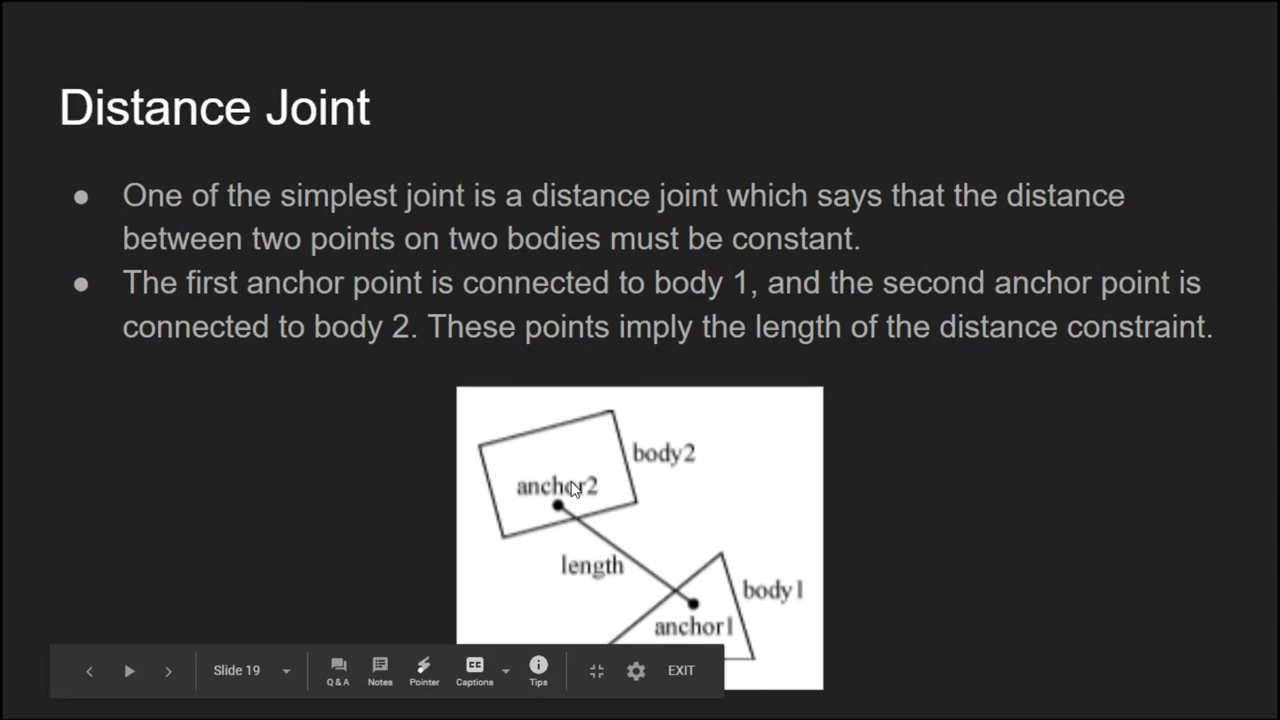 Distance Joint
● One of the simplest joint is a distance joint which says that the distance
between two points on two bodies must be constant.
● The first anchor point is connected to body 1, and the second anchor point is
connected to body 2. These points imply the length of the distance constraint.
body2
anchor2
length
body1
anchor1
Slide 19
Q & A
Notes
Pointer
CC
Captions
Tips
EXIT